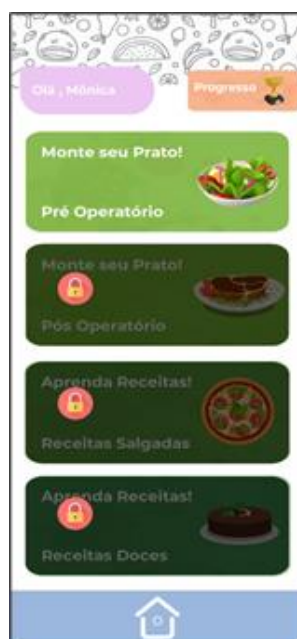 Olá , Mônica
Progresso
Monte seu Prato!
Pré Operatório
Monte seu Prato!
Pós Operatório
Aprenda Receitas!
Receitas Salgadas
Aprenda Receitas!
Receitas Doces